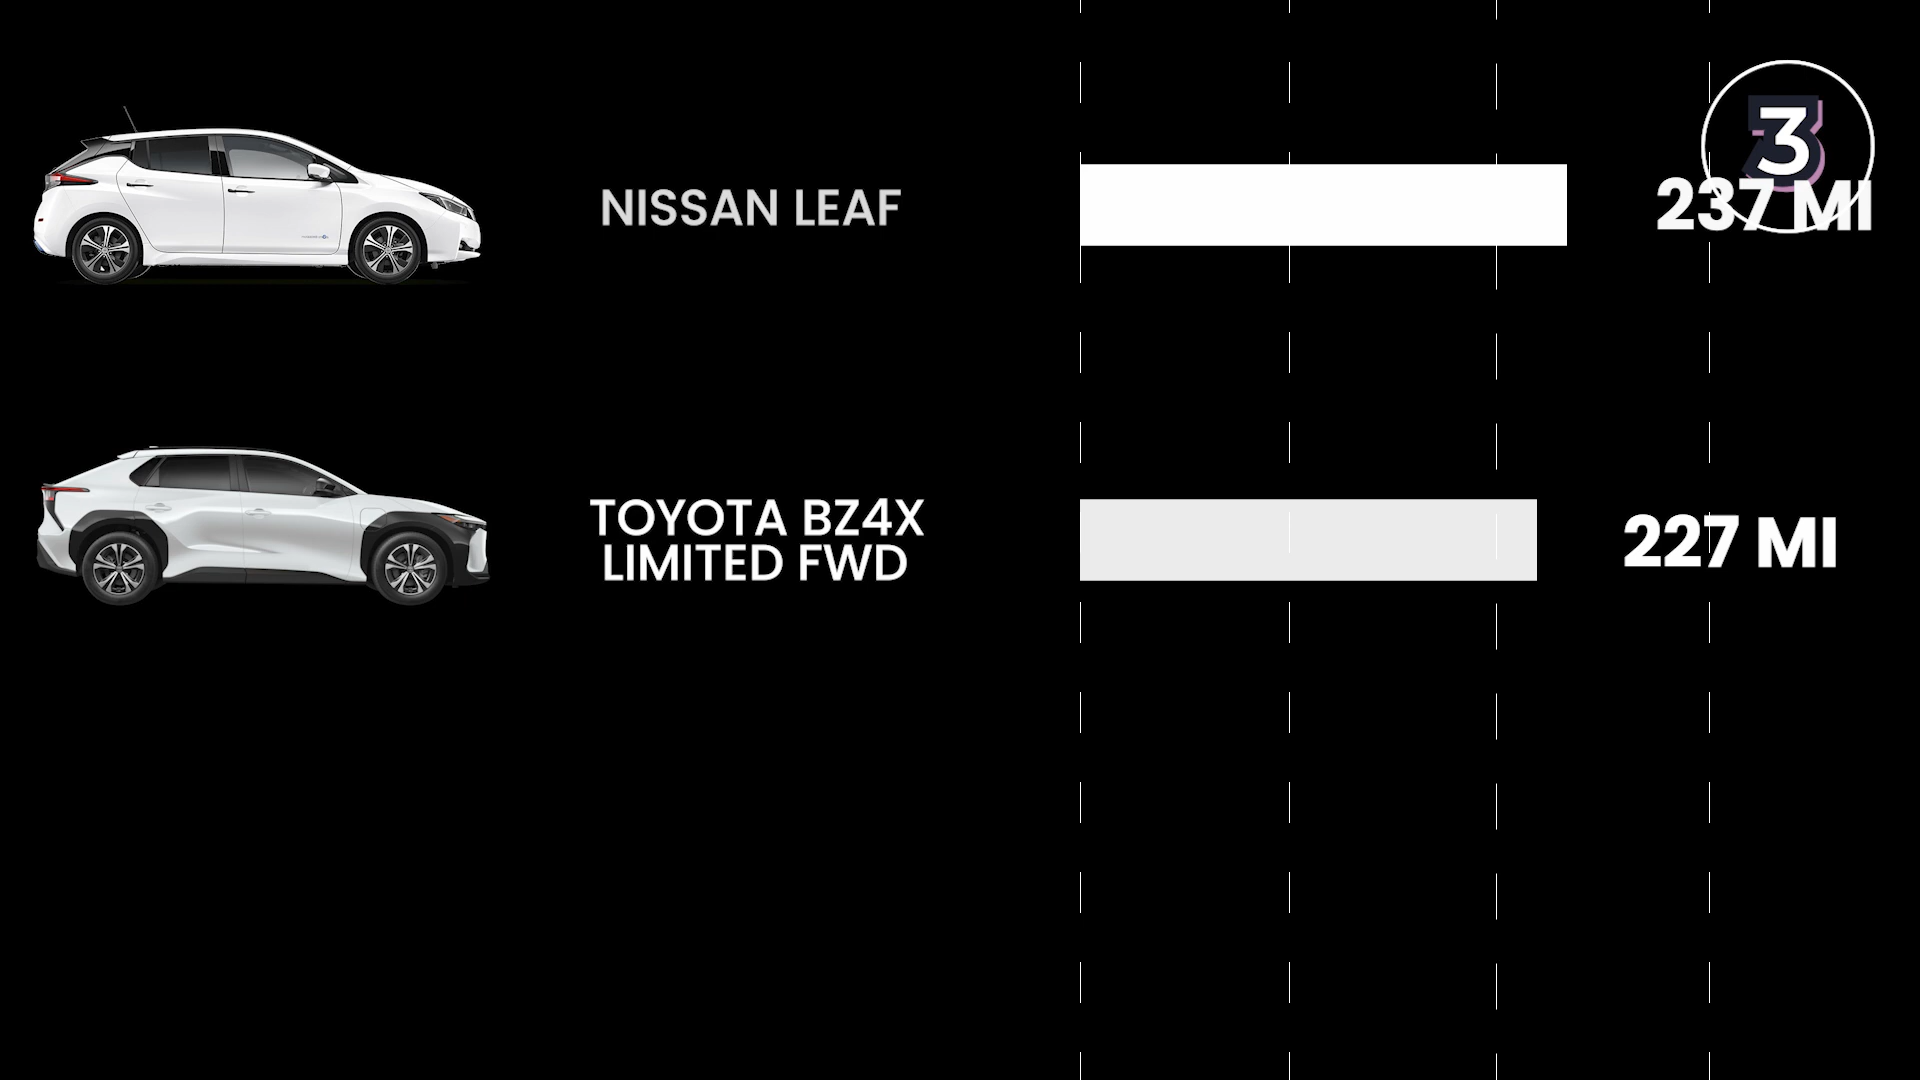 3
NISSAN LEAF
237 MI
TOYOTA BZ4X
LIMITED FWD
227 MI